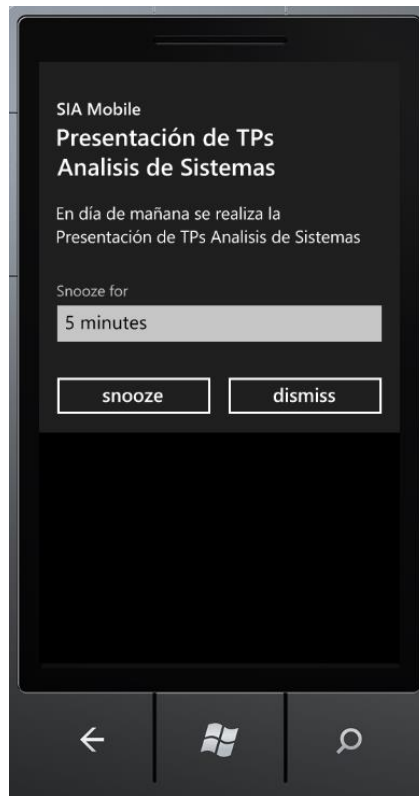 SIA Mobile
Presentación de TPs
Analisis de Sistemas
En día de mañana se realiza la
Presentación de TPs Analisis de Sistemas
Snooze for
5 minutes
snooze
dismiss